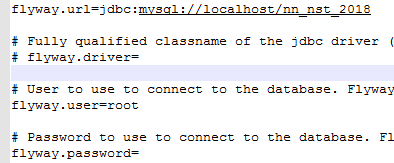 flyway.url=jdbc:mysql://localhost/nn_nst_2018
# Fully qualified classname of the jdbc driver (
# flyway.driver=
# User to use to connect to the database. Flyway
flyway.user=root
# Password to use to connect to the database. Fl
flyway.password=